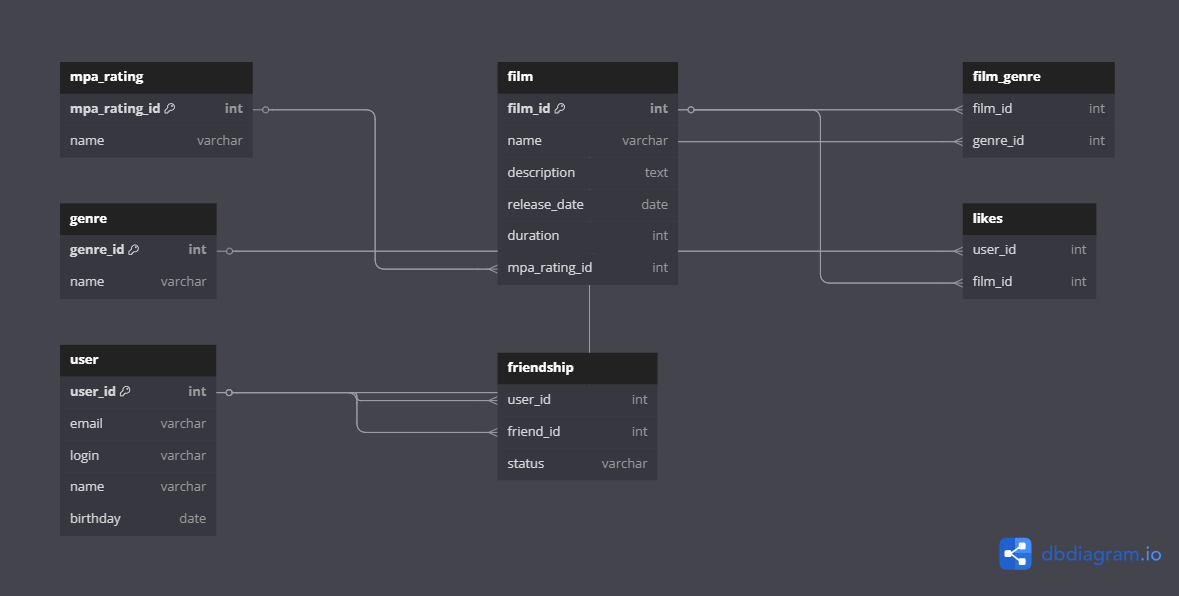 mpa_rating
mpa_rating_id int
name varchar
genre
genre_id int
name varchar
user
user_id int
email varchar
login varchar
name varchar
birthday date
film
film_id int
name varchar
description text
release_date date
duration int
mpa_rating_id int
friendship
user_id int
friend_id int
status varchar
film_genre
film_id int
genre_id int
likes
user_id int
film_id int
dbdiagram.io